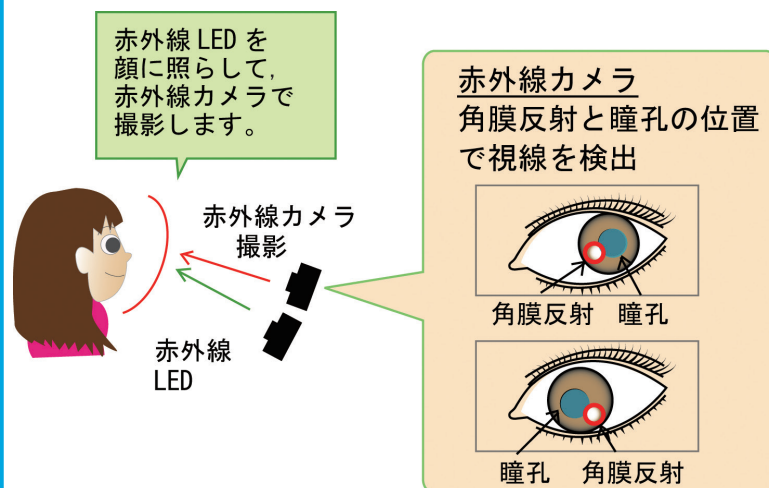 赤外線 LED を
顔に照らして,
赤外線カメラで
撮影します。
赤外線カメラ
撮影
赤外線
LED
赤外線カメラ
角膜反射と瞳孔の位置
で視線を検出
角膜反射 瞳孔
瞳孔 角膜反射